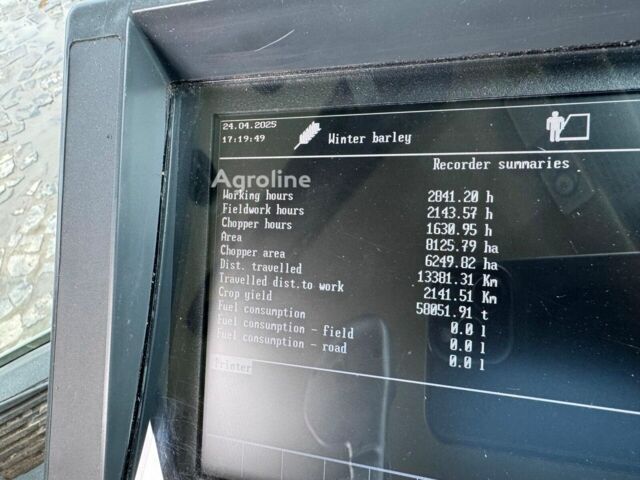 24.04.2025
17:19:49
Winter barley
Recorder summaries
Agroline
Working hours 2841.20 h
Fieldwork hours 2143.57 h
Chopper hours 1630.95 h
Area 8125.79 ha
Chopper area 6249.82 ha
Dist. travelled 13381.31 Km
Travelled dist.to work 2141.51 Km
Crop yield 58051.91 t
Fuel consumption 0.0 l
Fuel consumption - field 0.0 l
Fuel consumption - road 0.0 l
Printer